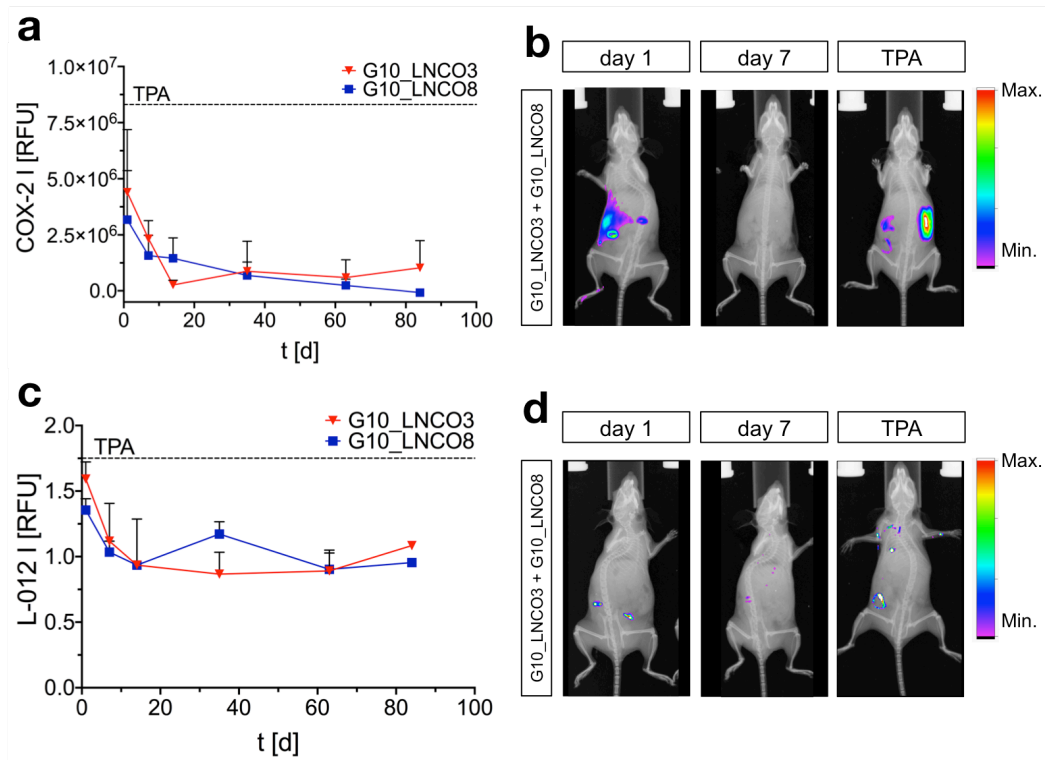 a
COX-2 I [RFU]
1.0×10⁷
7.5×10⁶
5.0×10⁶
2.5×10⁶
0.0
TPA
G10_LNCO3
G10_LNCO8
0 20 40 60 80 100
t [d]
b
day 1 day 7 TPA
G10_LNCO3 + G10_LNCO8
Max.
Min.
c
L-012 I [RFU]
2.0
1.5
1.0
0.5
0.0
TPA
G10_LNCO3
G10_LNCO8
0 20 40 60 80 100
t [d]
d
day 1 day 7 TPA
G10_LNCO3 + G10_LNCO8
Max.
Min.